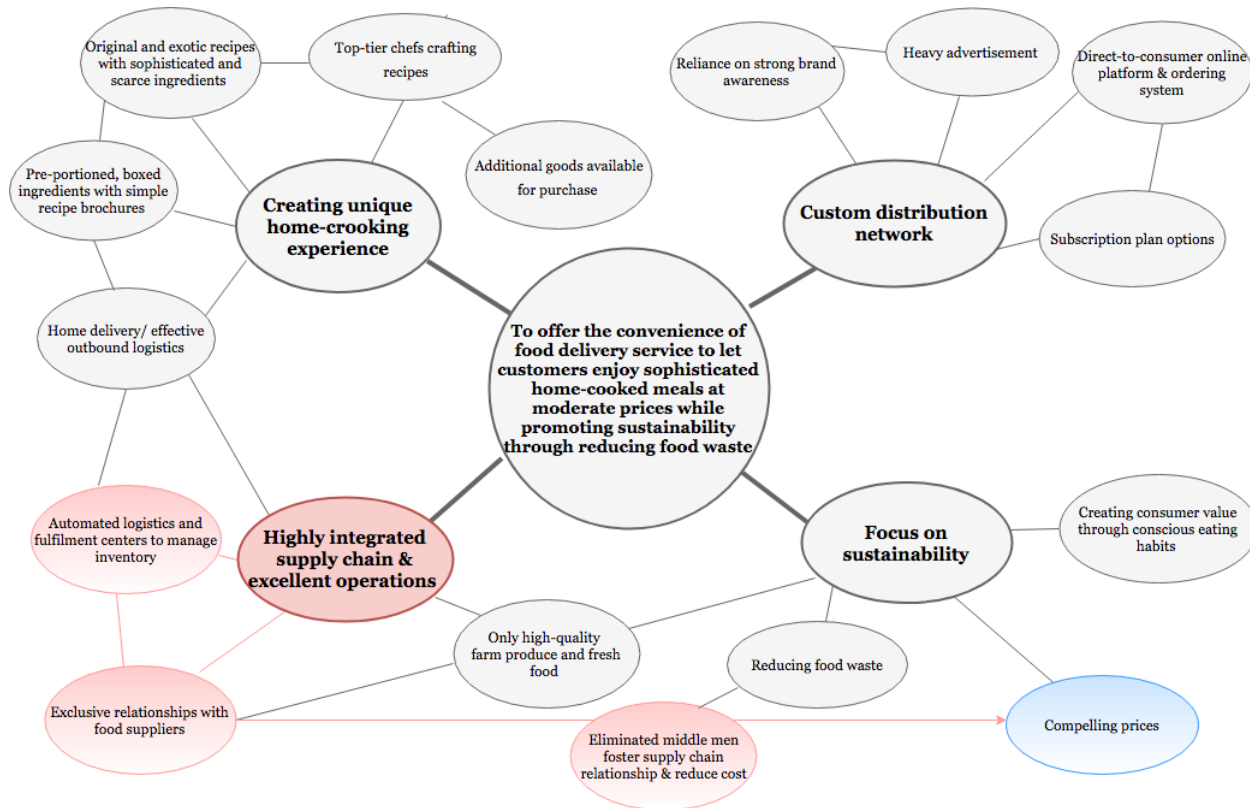 Original and exotic recipes
with sophisticated and
scarce ingredients
Top-tier chefs crafting
recipes
Reliance on strong brand
awareness
Heavy advertisement
Direct-to-consumer online
platform & ordering
system
Pre-portioned, boxed
ingredients with simple
recipe brochures
Additional goods available
for purchase
Creating unique
home-crooking
experience
Custom distribution
network
Subscription plan options
Home delivery/ effective
outbound logistics
To offer the convenience of
food delivery service to let
customers enjoy sophisticated
home-cooked meals at
moderate prices while
promoting sustainability
through reducing food waste
Automated logistics and
fulfilment centers to manage
inventory
Highly integrated
supply chain &
excellent operations
Focus on
sustainability
Creating consumer value
through conscious eating
habits
Only high-quality
farm produce and fresh
food
Reducing food waste
Exclusive relationships with
food suppliers
Eliminated middle men
foster supply chain
relationship & reduce cost
Compelling prices